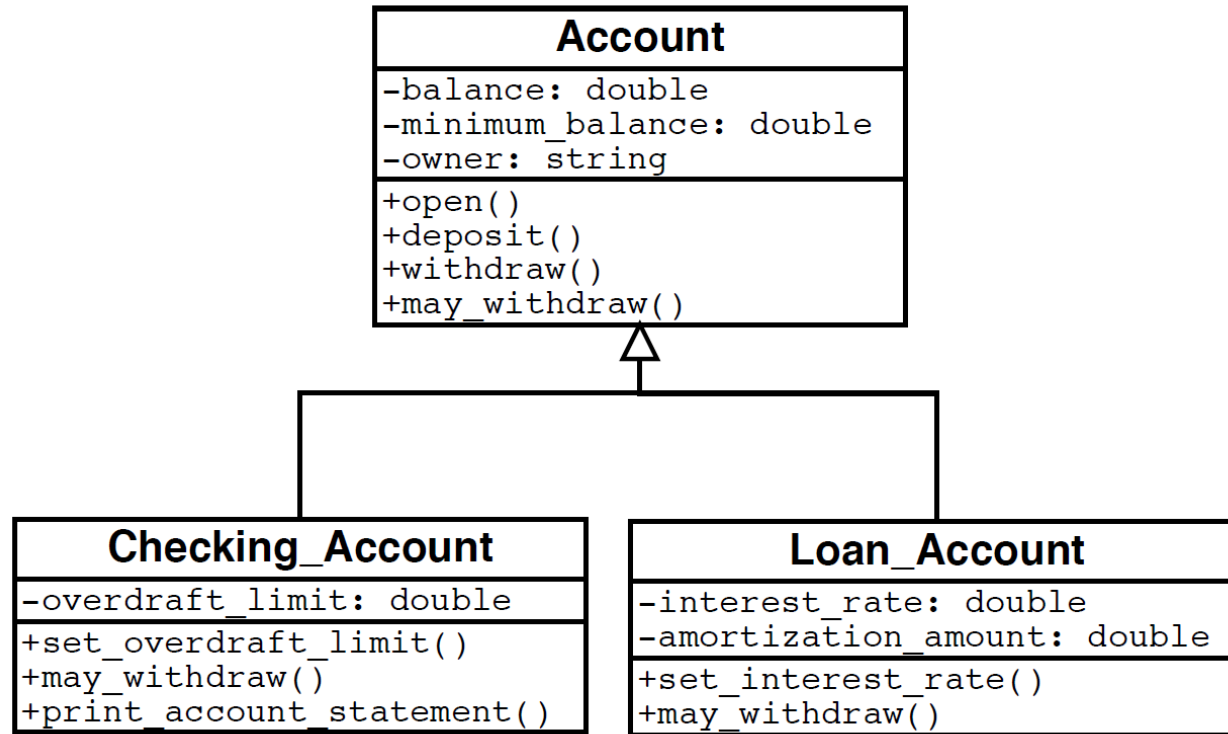 Account
-balance: double
-minimum_balance: double
-owner: string
+open()
+deposit()
+withdraw()
+may_withdraw()
Checking_Account
-overdraft_limit: double
+set_overdraft_limit()
+may_withdraw()
+print_account_statement()
Loan_Account
-interest_rate: double
-amortization_amount: double
+set_interest_rate()
+may_withdraw()